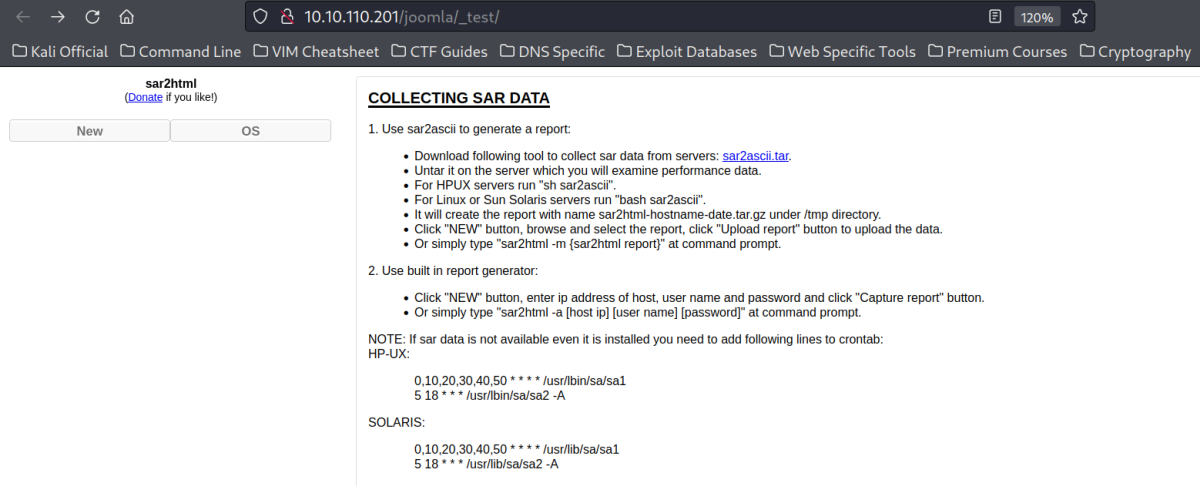 10.10.110.201/joomla/_test/
120%
Kali Official Command Line VIM Cheatsheet CTF Guides DNS Specific Exploit Databases Web Specific Tools Premium Courses Cryptography
sar2html
(Donate if you like!)
New OS
COLLECTING SAR DATA
1. Use sar2ascii to generate a report:
• Download following tool to collect sar data from servers: sar2ascii.tar.
• Untar it on the server which you will examine performance data.
• For HPUX servers run "sh sar2ascii".
• For Linux or Sun Solaris servers run "bash sar2ascii".
• It will create the report with name sar2html-hostname-date.tar.gz under /tmp directory.
• Click "NEW" button, browse and select the report, click "Upload report" button to upload the data.
• Or simply type "sar2html -m {sar2html report}" at command prompt.
2. Use built in report generator:
• Click "NEW" button, enter ip address of host, user name and password and click "Capture report" button.
• Or simply type "sar2html -a [host ip] [user name] [password]" at command prompt.
NOTE: If sar data is not available even it is installed you need to add following lines to crontab:
HP-UX:
0,10,20,30,40,50 * * * * /usr/lbin/sa/sa1
5 18 * * * /usr/lbin/sa/sa2 -A
SOLARIS:
0,10,20,30,40,50 * * * * /usr/lib/sa/sa1
5 18 * * * /usr/lib/sa/sa2 -A